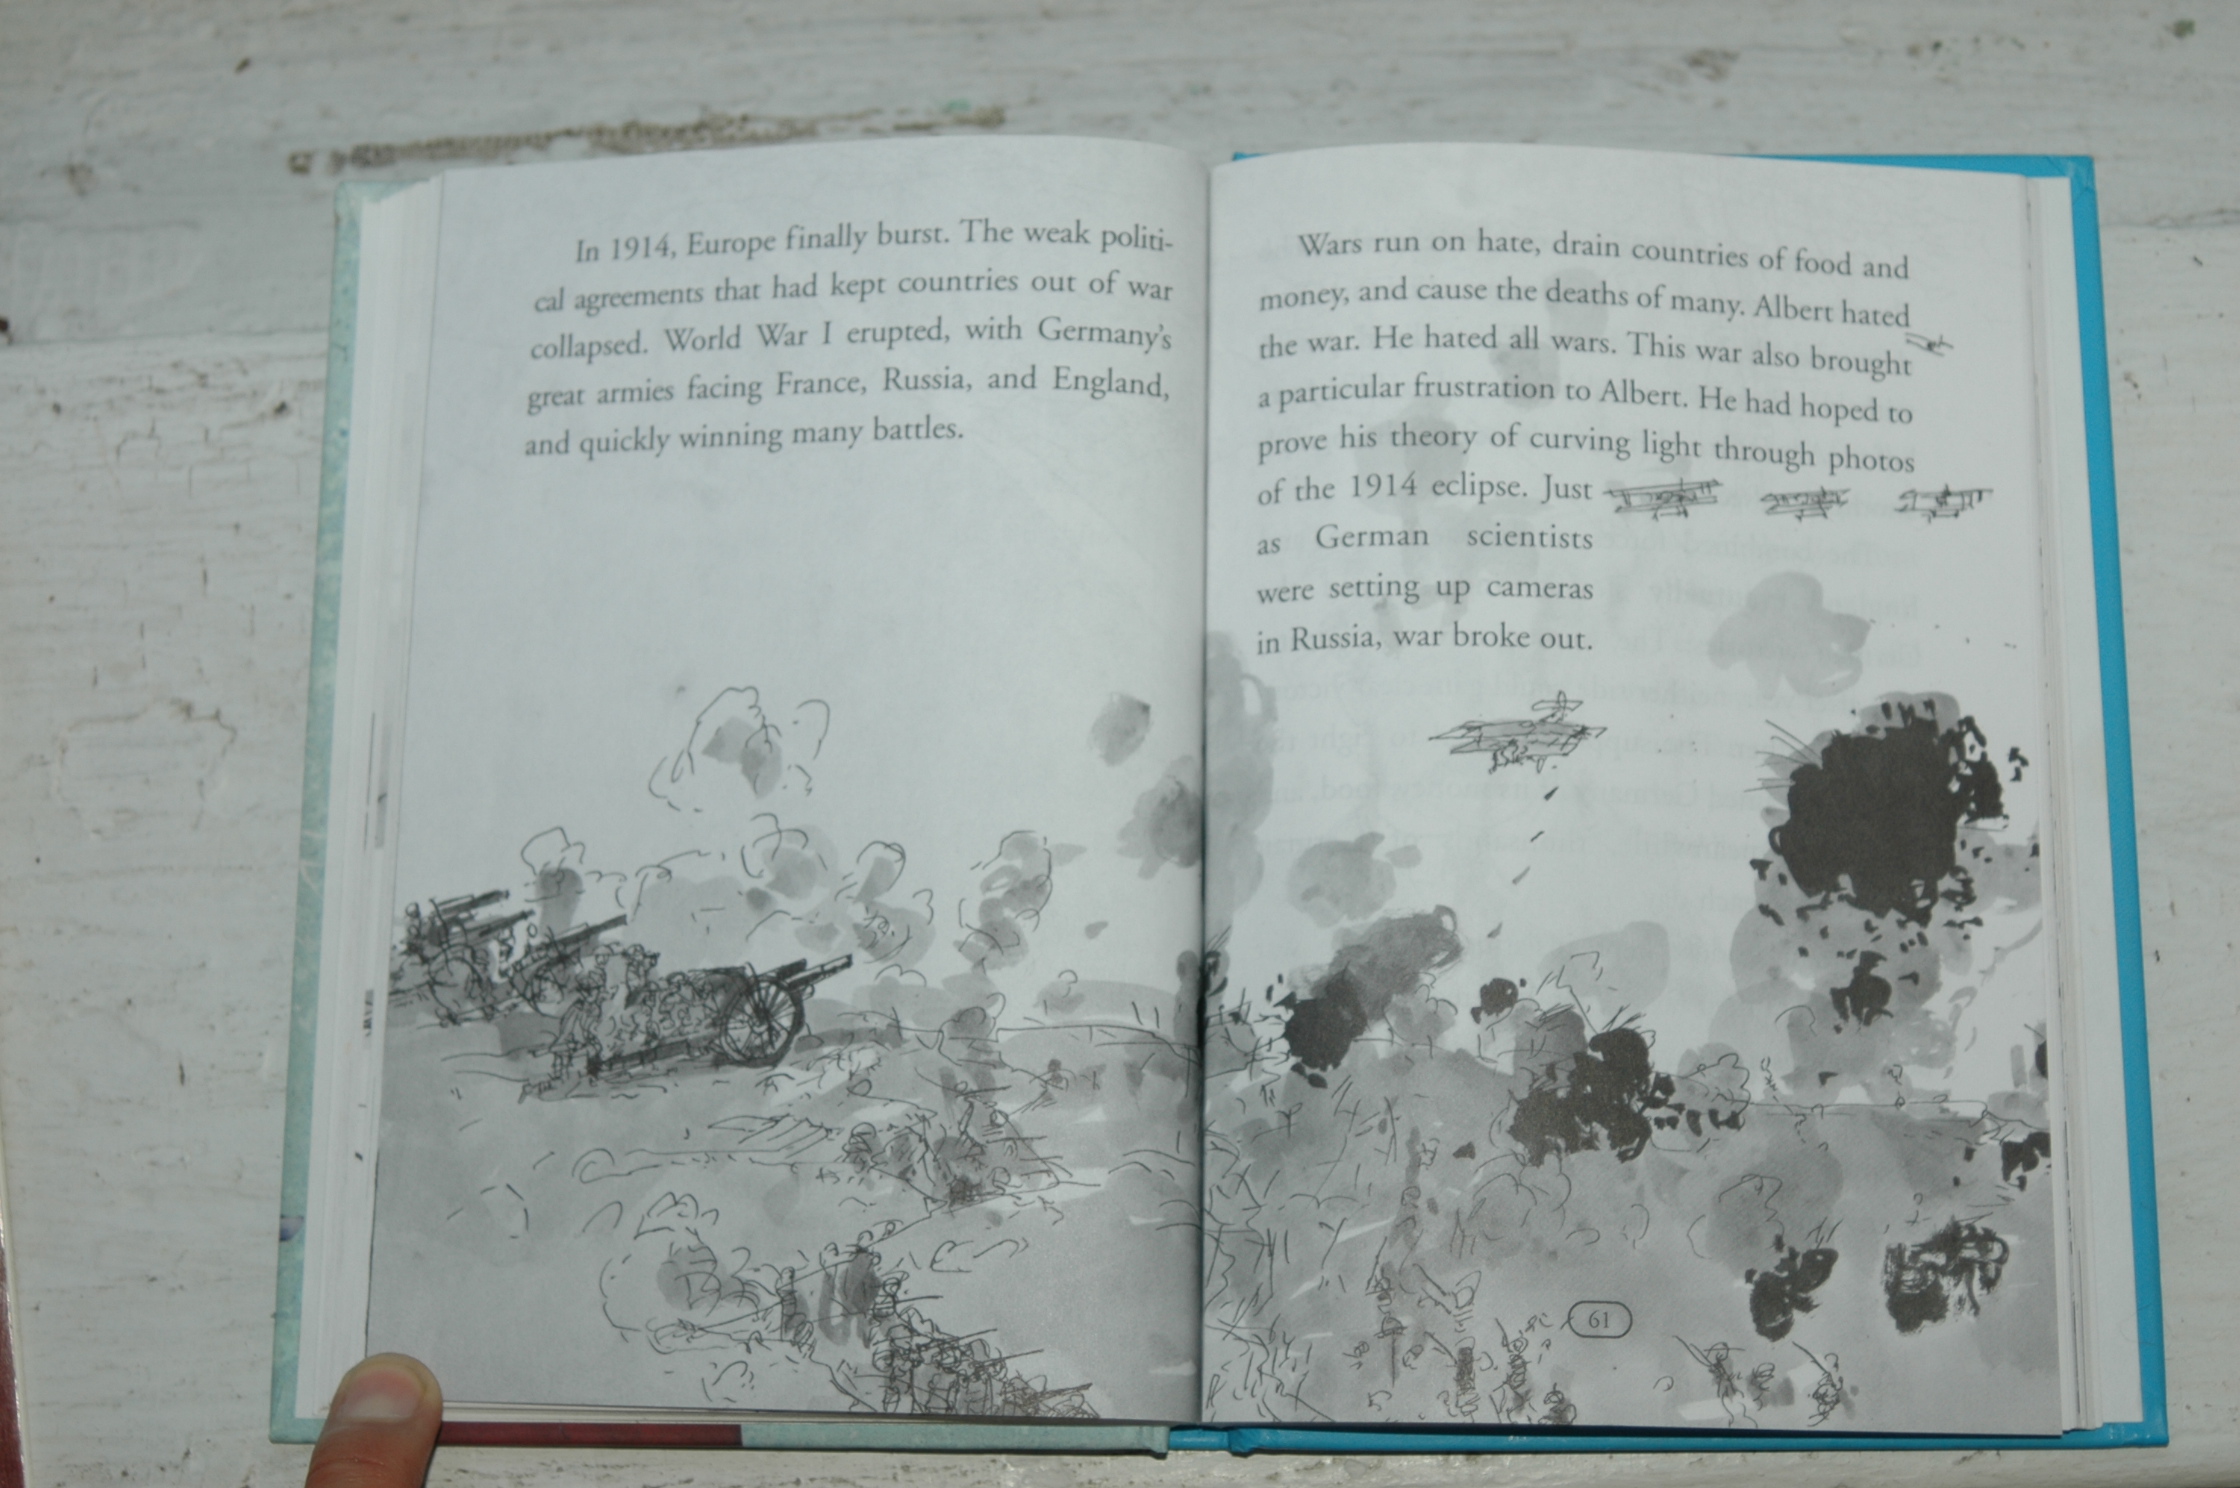 In 1914, Europe finally burst. The weak politi-
cal agreements that had kept countries out of war
collapsed. World War I erupted, with Germany's
great armies facing France, Russia, and England,
and quickly winning many battles.
Wars run on hate, drain countries of food and
money, and cause the deaths of many. Albert hated
the war. He hated all wars. This war also brought
a particular frustration to Albert. He had hoped to
prove his theory of curving light through photos
of the 1914 eclipse. Just
as German scientists
were setting up cameras
in Russia, war broke out.
61